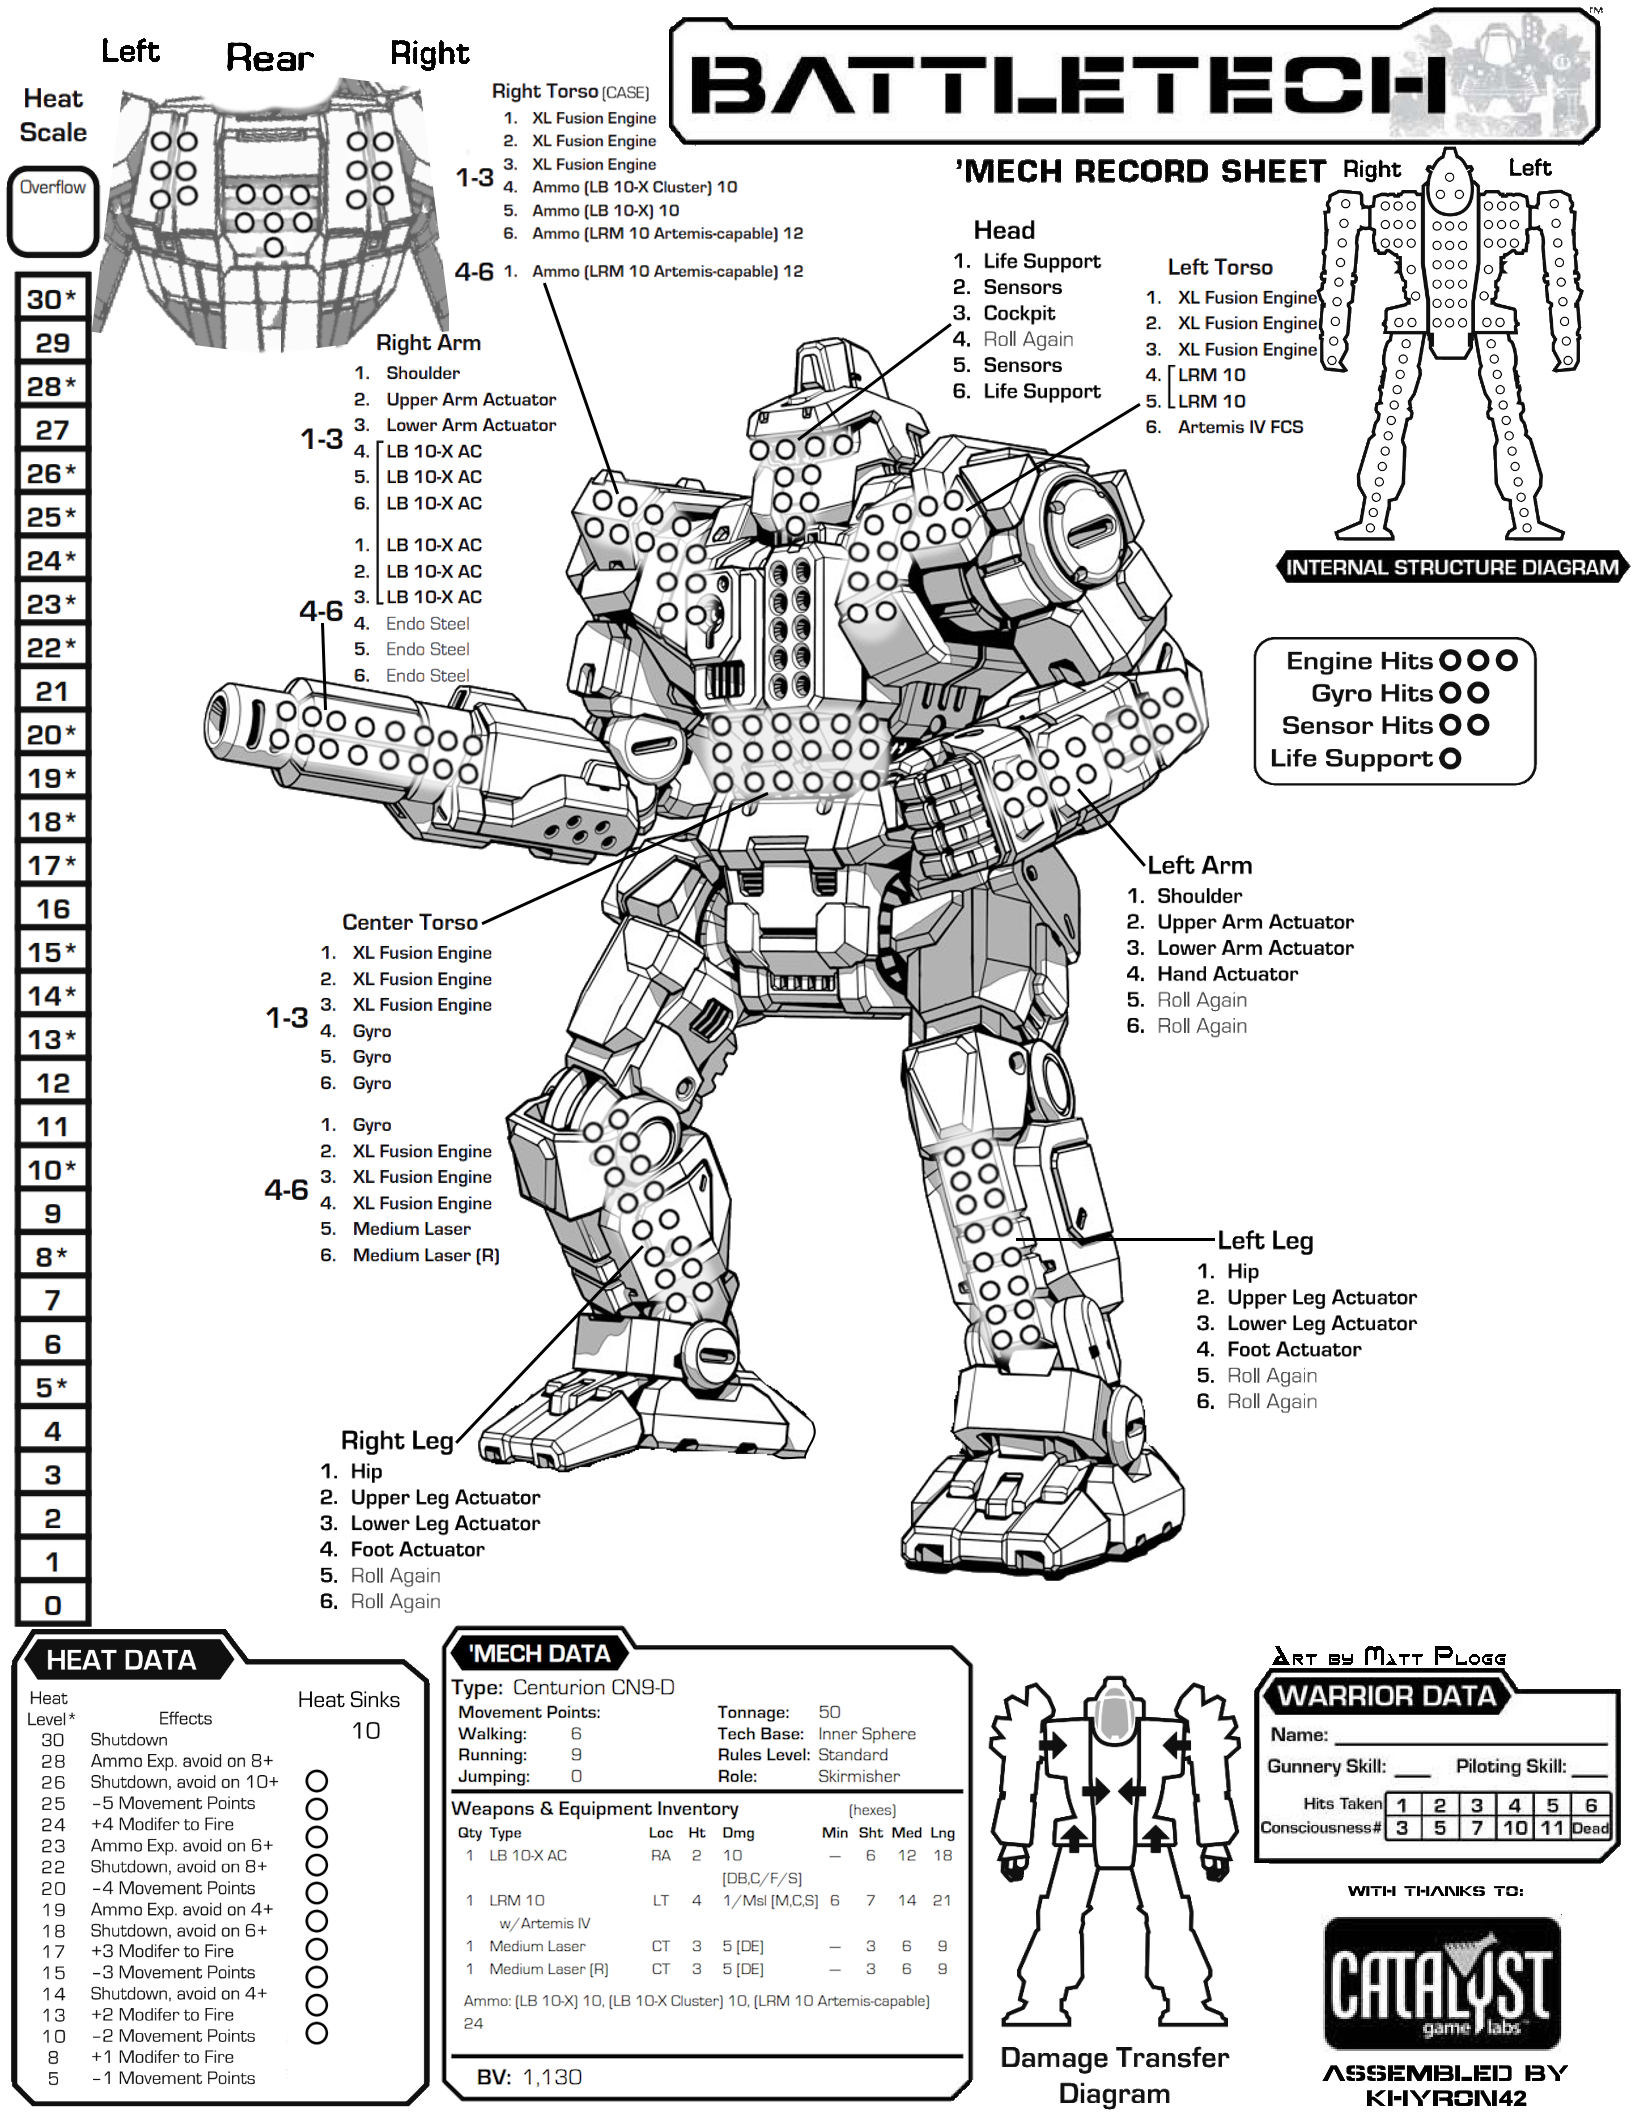 Left Rear Right
BATTLETECH™
'MECH RECORD SHEET
Heat
Scale
Overflow
30*
29
28*
27
26*
25*
24*
23*
22*
21
20*
19*
18*
17*
16
15*
14*
13*
12
11
10*
9
8*
7
6
5*
4
3
2
1
0
Right Torso (CASE)
1-3
1. XL Fusion Engine
2. XL Fusion Engine
3. XL Fusion Engine
4. Ammo (LB 10-X Cluster) 10
5. Ammo (LB 10-X) 10
6. Ammo (LRM 10 Artemis-capable) 12
4-6
1. Ammo (LRM 10 Artemis-capable) 12
Head
1. Life Support
2. Sensors
3. Cockpit
4. Roll Again
5. Sensors
6. Life Support
Left Torso
1. XL Fusion Engine
2. XL Fusion Engine
3. XL Fusion Engine
4. LRM 10
5. LRM 10
6. Artemis IV FCS
Right Left
INTERNAL STRUCTURE DIAGRAM
Right Arm
1-3
1. Shoulder
2. Upper Arm Actuator
3. Lower Arm Actuator
4. LB 10-X AC
5. LB 10-X AC
6. LB 10-X AC
4-6
1. LB 10-X AC
2. LB 10-X AC
3. LB 10-X AC
4. Endo Steel
5. Endo Steel
6. Endo Steel
Engine Hits
Gyro Hits
Sensor Hits
Life Support
Left Arm
1. Shoulder
2. Upper Arm Actuator
3. Lower Arm Actuator
4. Hand Actuator
5. Roll Again
6. Roll Again
Center Torso
1-3
1. XL Fusion Engine
2. XL Fusion Engine
3. XL Fusion Engine
4. Gyro
5. Gyro
6. Gyro
4-6
1. Gyro
2. XL Fusion Engine
3. XL Fusion Engine
4. XL Fusion Engine
5. Medium Laser
6. Medium Laser (R)
Left Leg
1. Hip
2. Upper Leg Actuator
3. Lower Leg Actuator
4. Foot Actuator
5. Roll Again
6. Roll Again
Right Leg
1. Hip
2. Upper Leg Actuator
3. Lower Leg Actuator
4. Foot Actuator
5. Roll Again
6. Roll Again
HEAT DATA
Heat
Level* Effects
Heat Sinks
10
30 Shutdown
28 Ammo Exp. avoid on 8+
26 Shutdown, avoid on 10+
25 -5 Movement Points
24 +4 Modifer to Fire
23 Ammo Exp. avoid on 6+
22 Shutdown, avoid on 8+
20 -4 Movement Points
19 Ammo Exp. avoid on 4+
18 Shutdown, avoid on 6+
17 +3 Modifer to Fire
15 -3 Movement Points
14 Shutdown, avoid on 4+
13 +2 Modifer to Fire
10 -2 Movement Points
8 +1 Modifer to Fire
5 -1 Movement Points
'MECH DATA
Type: Centurion CN9-D
Movement Points: Tonnage: 50
Walking: 6 Tech Base: Inner Sphere
Running: 9 Rules Level: Standard
Jumping: 0 Role: Skirmisher
Weapons & Equipment Inventory (hexes)
Qty Type Loc Ht Dmg Min Sht Med Lng
1 LB 10-X AC RA 2 10 — 6 12 18
[DB,C/F/S]
1 LRM 10 LT 4 1/Msl [M,C,S] 6 7 14 21
w/Artemis IV
1 Medium Laser CT 3 5 [DE] — 3 6 9
1 Medium Laser (R) CT 3 5 [DE] — 3 6 9
Ammo: (LB 10-X) 10, (LB 10-X Cluster) 10, (LRM 10 Artemis-capable)
24
BV: 1,130
Damage Transfer
Diagram
Art by Matt Plogg
WARRIOR DATA
Name:
Gunnery Skill: Piloting Skill:
Hits Taken 1 2 3 4 5 6
Consciousness# 3 5 7 10 11 Dead
WITH THANKS TO:
CATALYST
game labs™
ASSEMBLED BY
KHYRON42